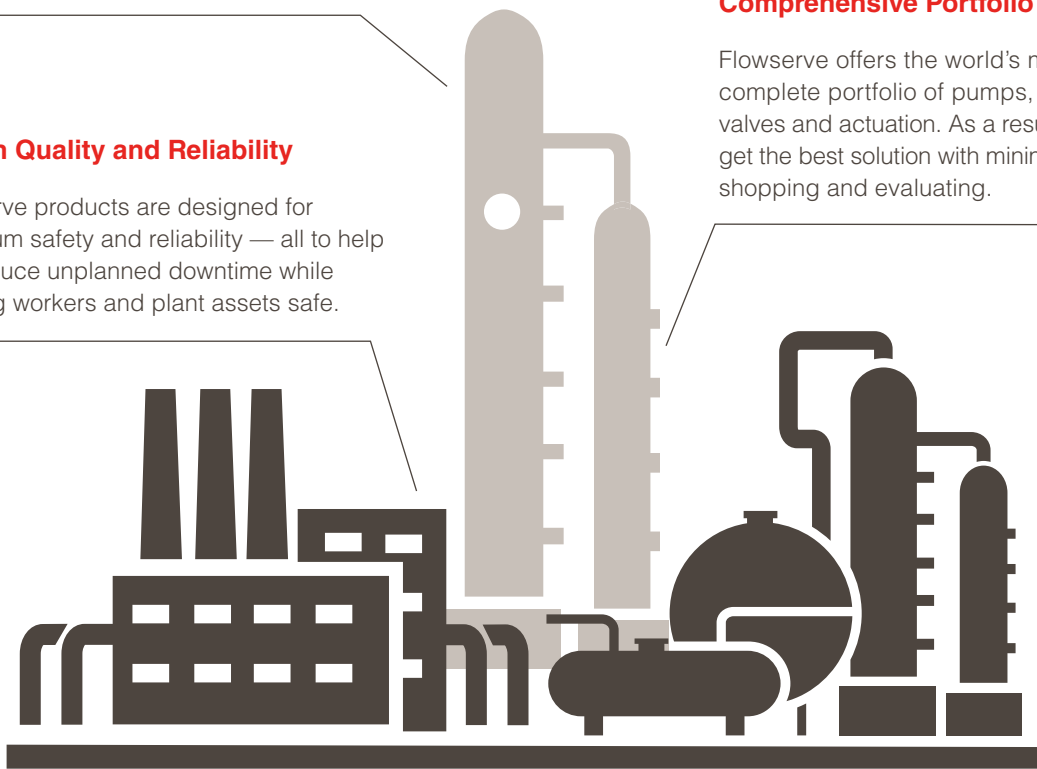 Quality and Reliability
rve products are designed for
um safety and reliability — all to help
uce unplanned downtime while
g workers and plant assets safe.
Comprehensive Portfolio
Flowserve offers the world's
complete portfolio of pumps,
valves and actuation. As a resu
get the best solution with mini
shopping and evaluating.